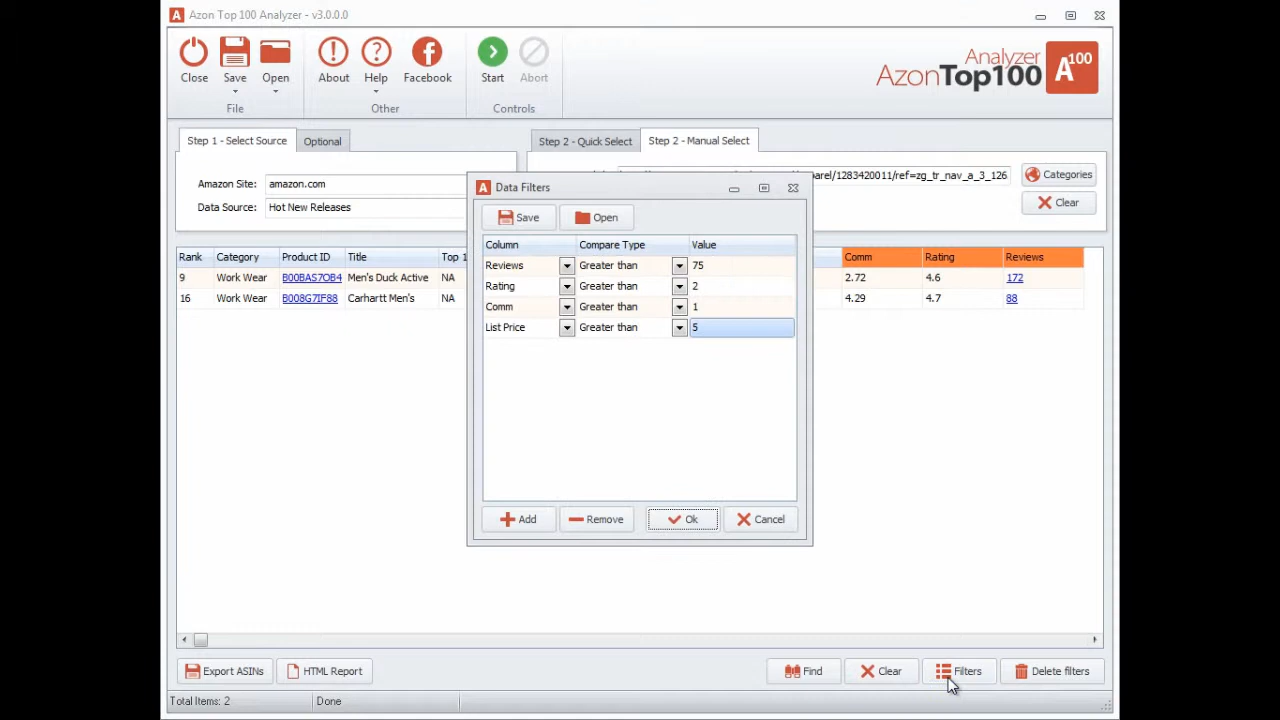 Azon Top 100 Analyzer - v3.0.0.0
Close Save Open About Help Facebook Start Abort
File Other Controls
Analyzer
AzonTop100
A100
Step 1 - Select Source Optional Step 2 - Quick Select Step 2 - Manual Select
Amazon Site: amazon.com
Data Source: Hot New Releases
parel/1283420011/ref=zg_tr_nav_a_3_126 Categories
Clear
Rank Category Product ID Title Top 1 Comm Rating Reviews
9 Work Wear B00BAS7OB4 Men's Duck Active NA 2.72 4.6 172
16 Work Wear B008G7IF88 Carhartt Men's NA 4.29 4.7 88
Data Filters
Save Open
Column Compare Type Value
Reviews Greater than 75
Rating Greater than 2
Comm Greater than 1
List Price Greater than 5
Add Remove Ok Cancel
Export ASINs HTML Report Find Clear Filters Delete filters
Total Items: 2 Done